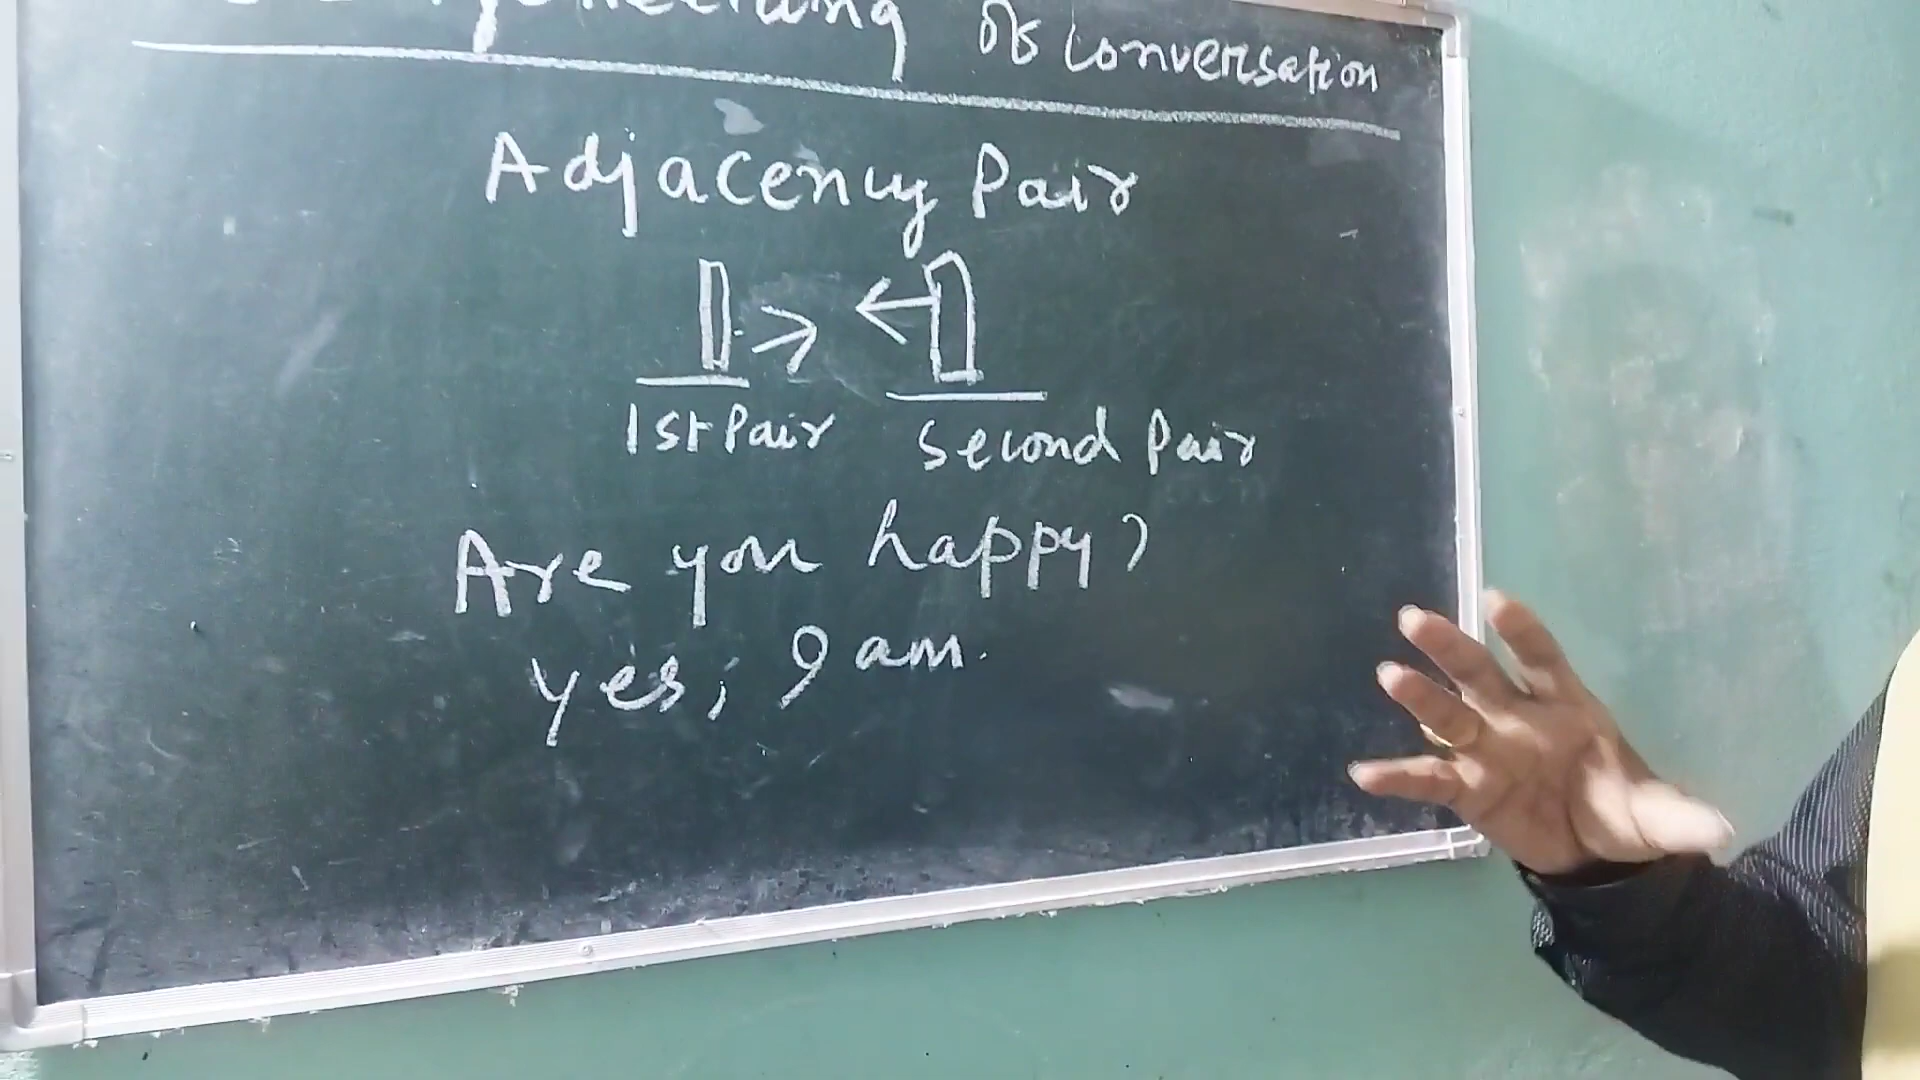 of conversation
Adjacency Pair
1st Pair second Pair
Are you happy?
yes, I am.